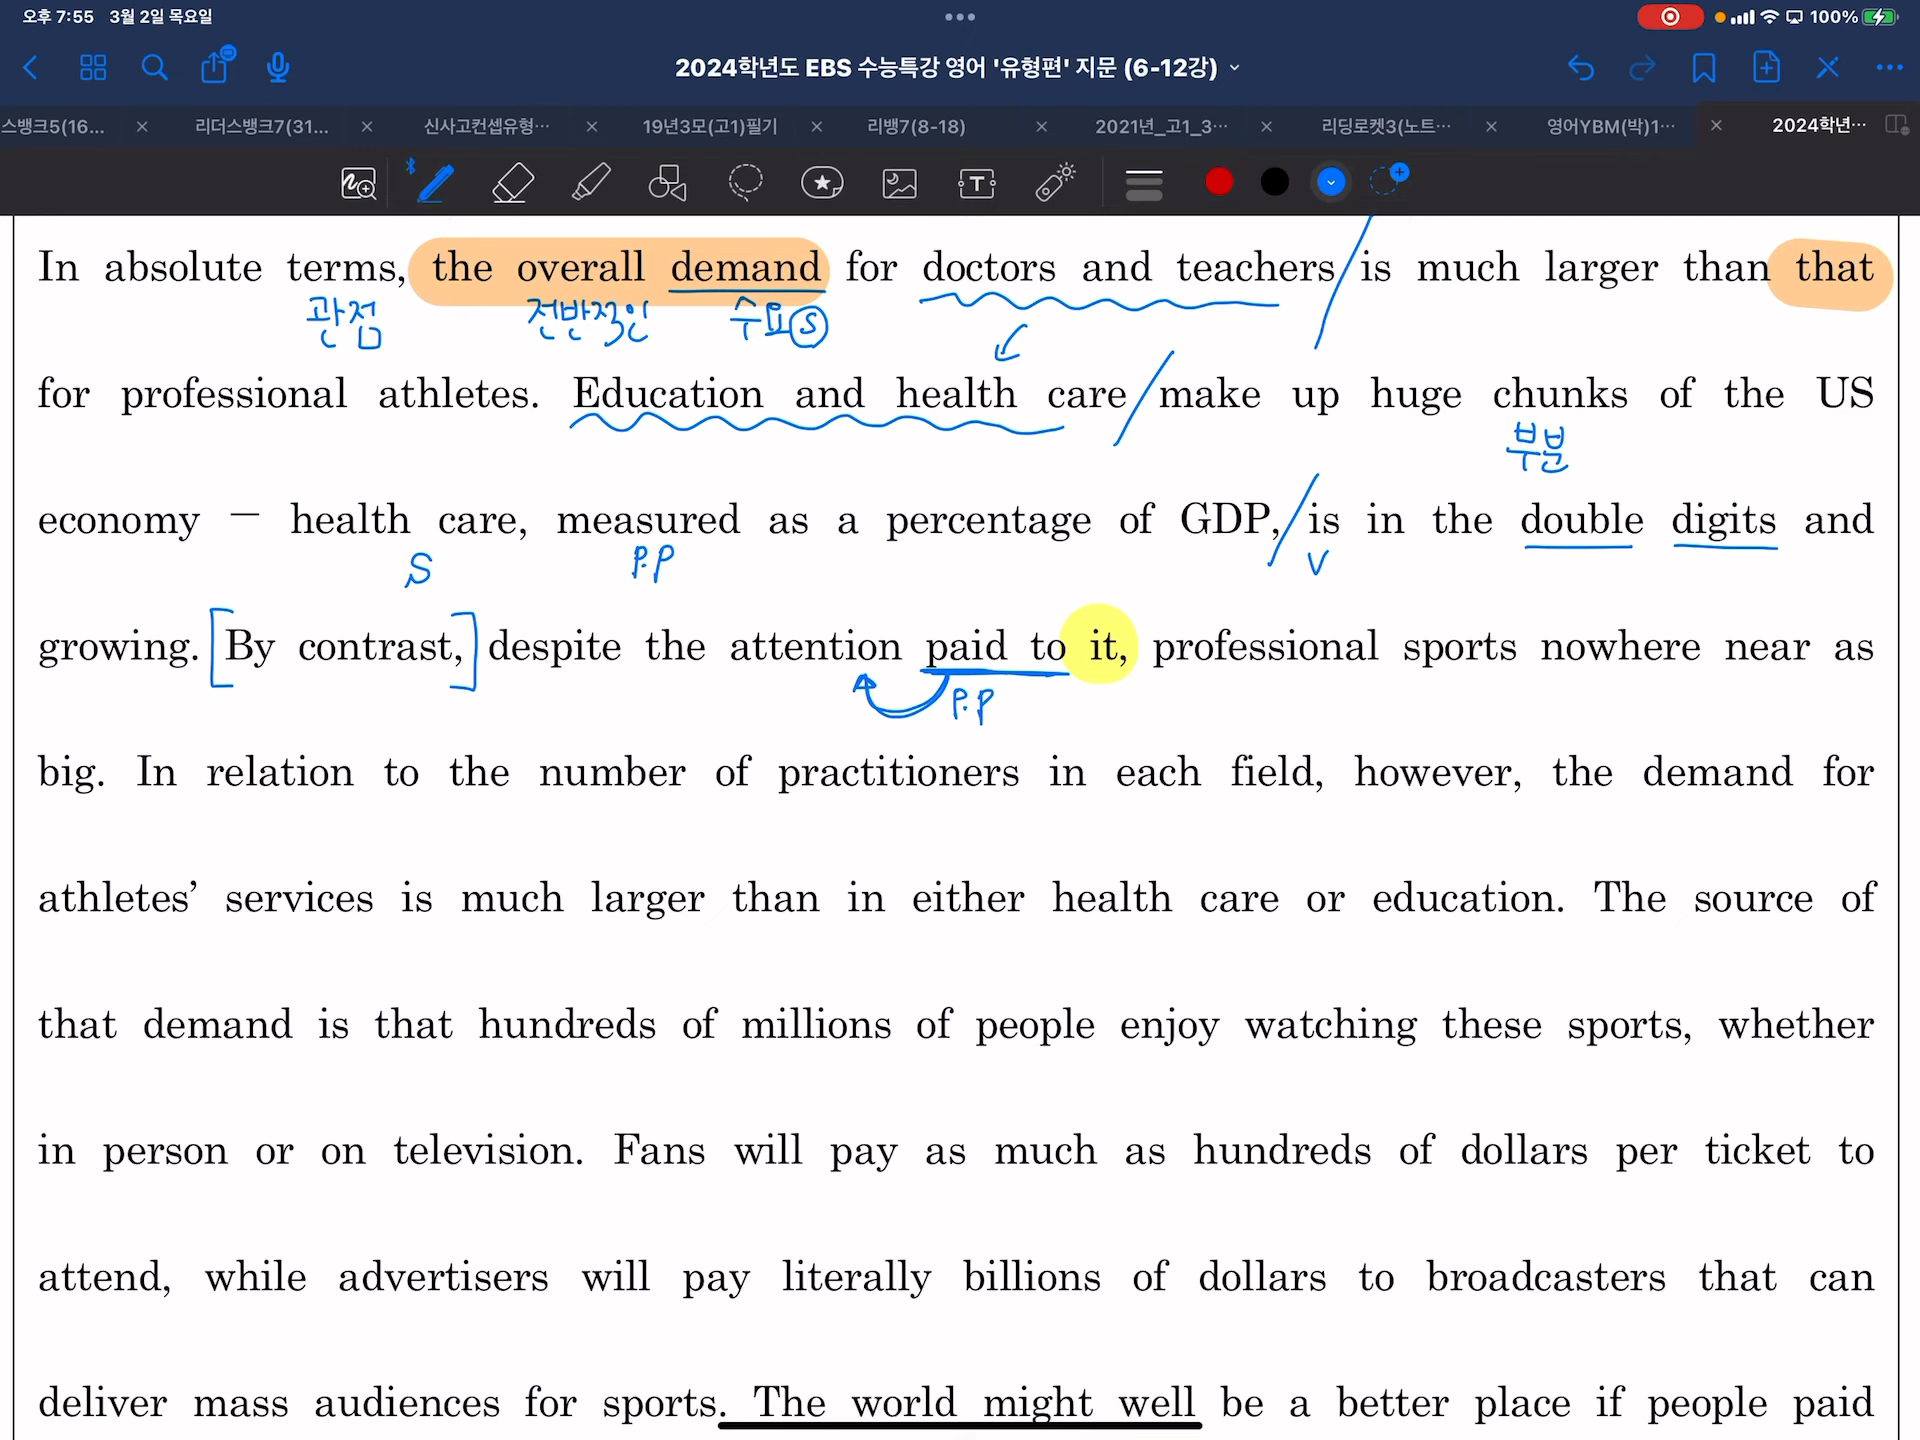 오후 7:55 3월 2일 목요일
100%
2024학년도 EBS 수능특강 영어 '유형편' 지문 (6-12강)
스뱅크5(16... 리더스뱅크7(31... 신사고컨셉유형… 19년3모(고1)필기 리뱅7(8-18) 2021년_고1_3… 리딩로켓3(노트… 영어YBM(박)1… 2024학년…
In absolute terms, the overall demand for doctors and teachers is much larger than that
관점 전반적인 수요 S
for professional athletes. Education and health care make up huge chunks of the US
부분
economy – health care, measured as a percentage of GDP, is in the double digits and
S P.P V
growing. [By contrast,] despite the attention paid to it, professional sports nowhere near as
P.P
big. In relation to the number of practitioners in each field, however, the demand for
athletes’ services is much larger than in either health care or education. The source of
that demand is that hundreds of millions of people enjoy watching these sports, whether
in person or on television. Fans will pay as much as hundreds of dollars per ticket to
attend, while advertisers will pay literally billions of dollars to broadcasters that can
deliver mass audiences for sports. The world might well be a better place if people paid